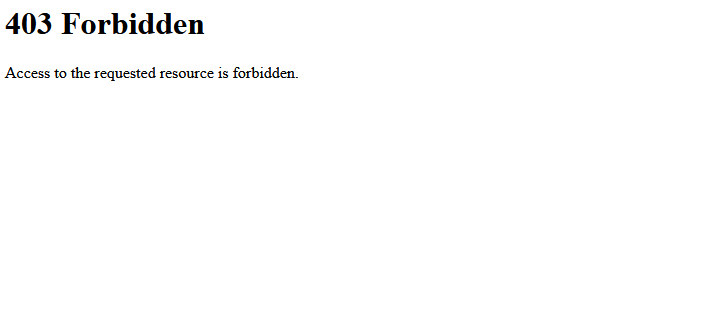 403 Forbidden
Access to the requested resource is forbidden.